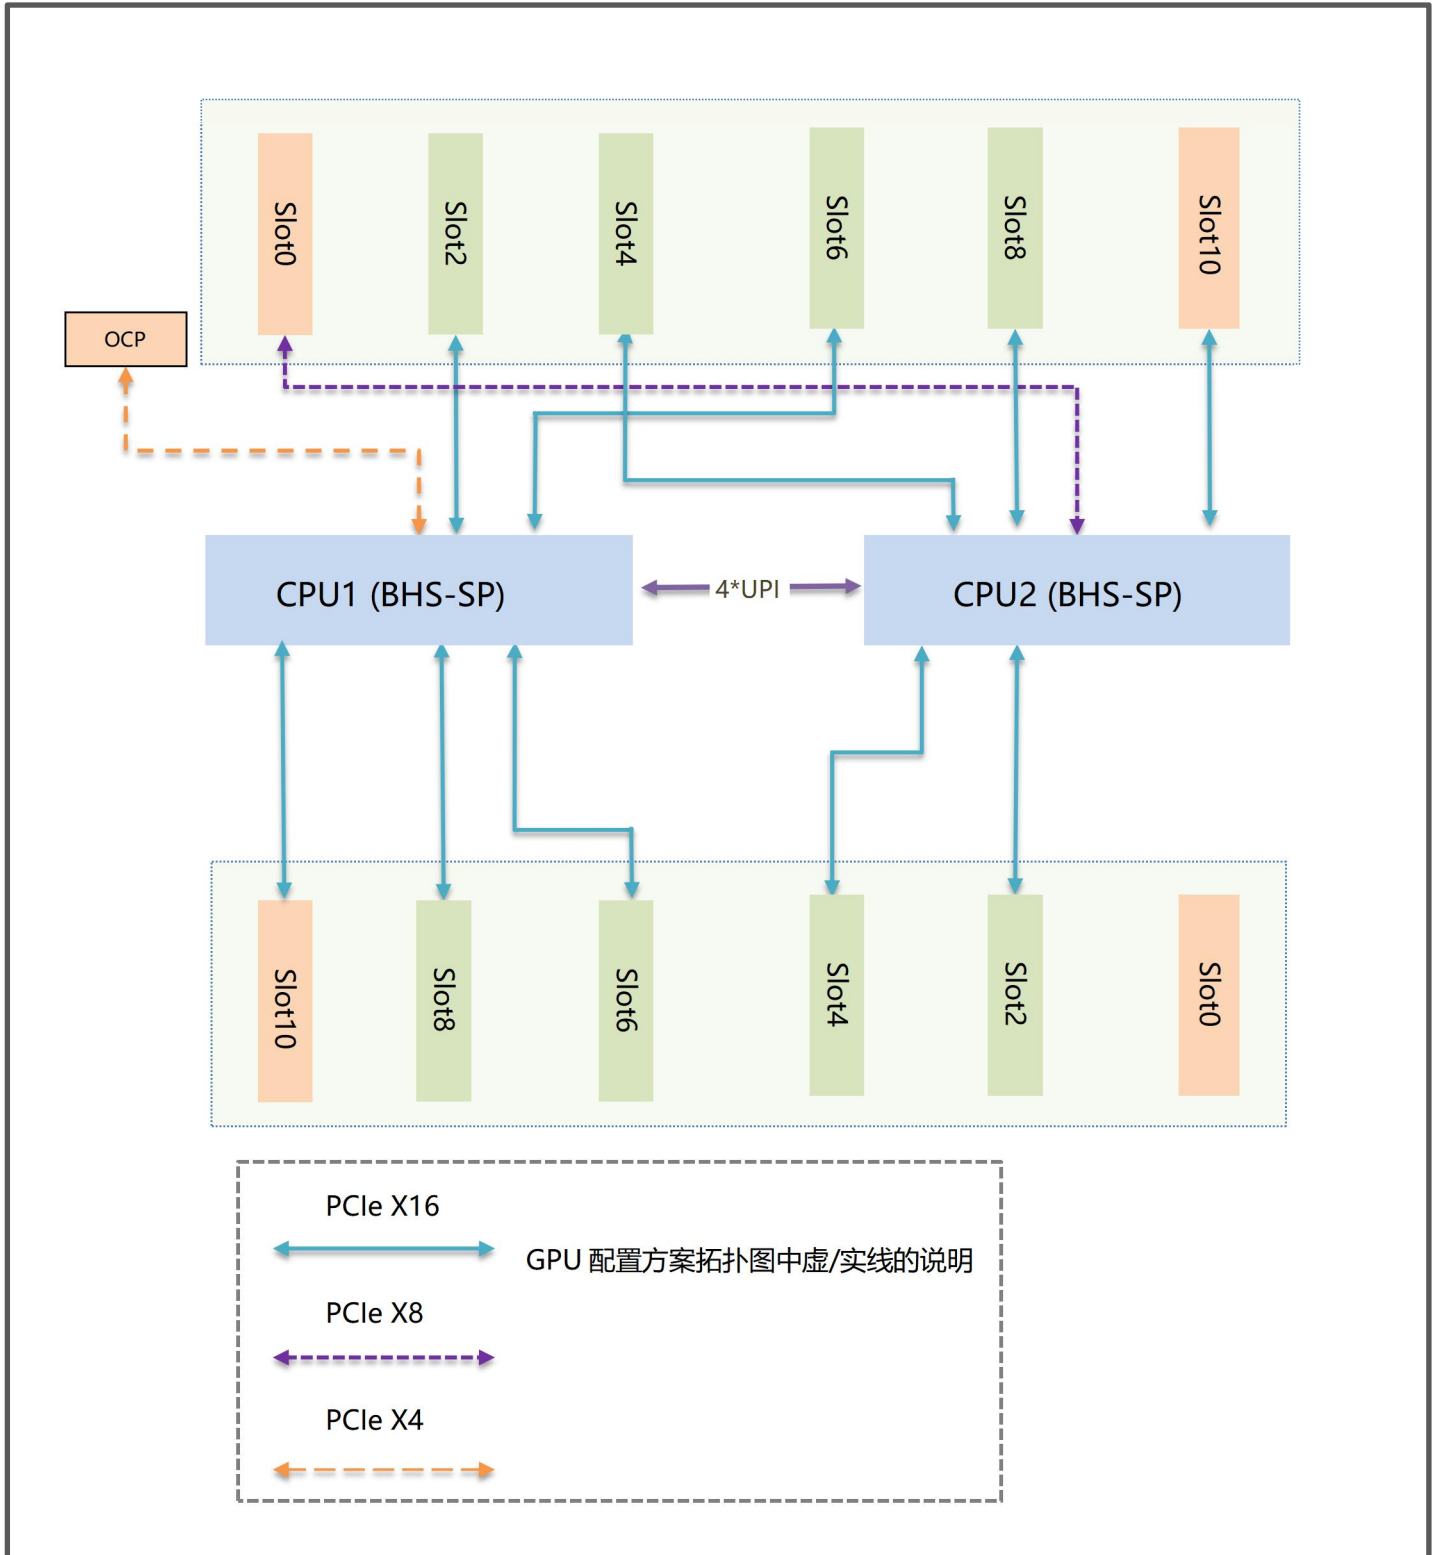 Slot0
Slot2
Slot4
Slot6
Slot8
Slot10
OCP
CPU1 (BHS-SP)
4*UPI
CPU2 (BHS-SP)
Slot10
Slot8
Slot6
Slot4
Slot2
Slot0
PCIe X16
GPU 配置方案拓扑图中虚/实线的说明
PCIe X8
PCIe X4